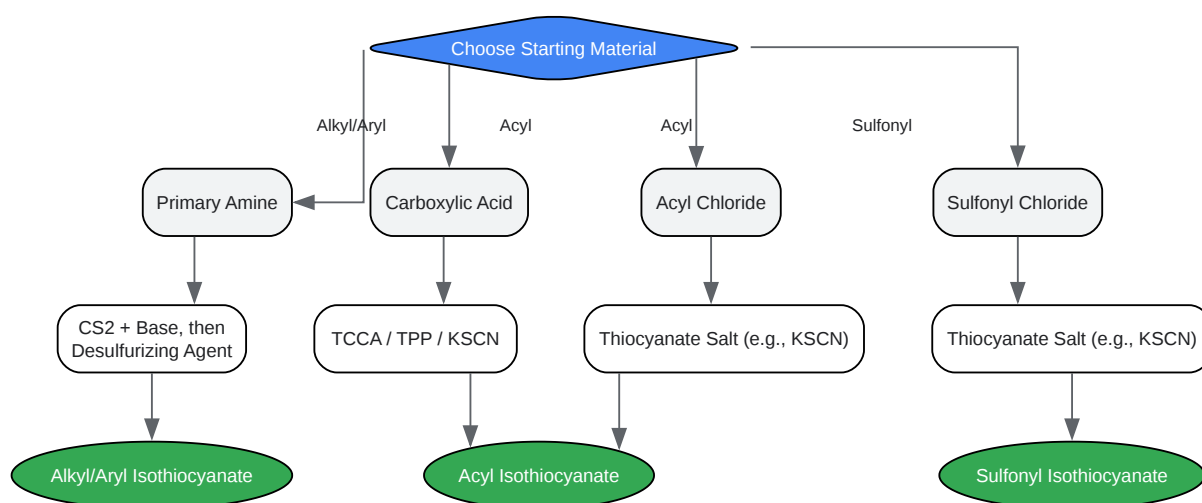 Choose Starting Material
Alkyl/Aryl
Acyl
Acyl
Sulfonyl
Primary Amine
Carboxylic Acid
Acyl Chloride
Sulfonyl Chloride
CS2 + Base, then
Desulfurizing Agent
TCCA / TPP / KSCN
Thiocyanate Salt (e.g., KSCN)
Thiocyanate Salt (e.g., KSCN)
Alkyl/Aryl Isothiocyanate
Acyl Isothiocyanate
Sulfonyl Isothiocyanate